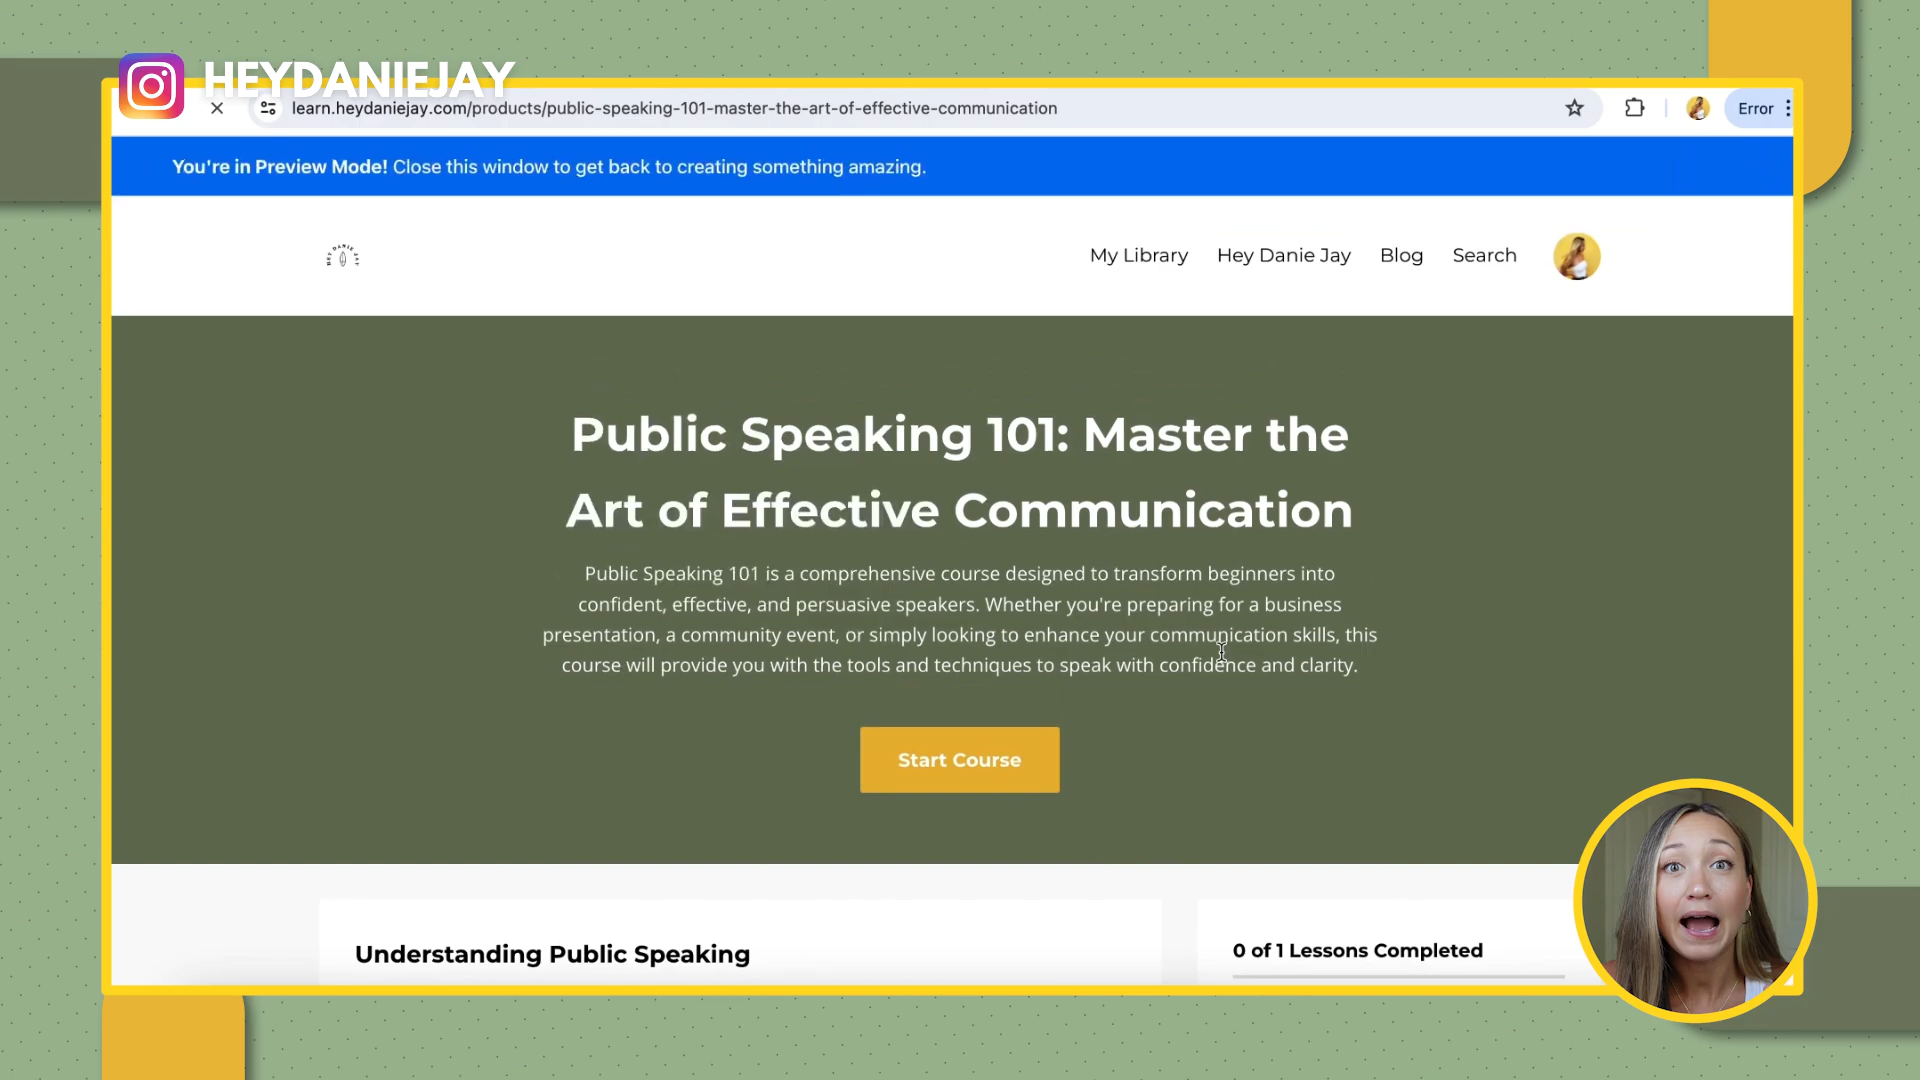 HEYDANIEJAY
learn.heydaniejay.com/products/public-speaking-101-master-the-art-of-effective-communication
Error
You're in Preview Mode! Close this window to get back to creating something amazing.
HEY DANIE JAY
My Library
Hey Danie Jay
Blog
Search
Public Speaking 101: Master the
Art of Effective Communication
Public Speaking 101 is a comprehensive course designed to transform beginners into
confident, effective, and persuasive speakers. Whether you're preparing for a business
presentation, a community event, or simply looking to enhance your communication skills, this
course will provide you with the tools and techniques to speak with confidence and clarity.
Start Course
Understanding Public Speaking
0 of 1 Lessons Completed